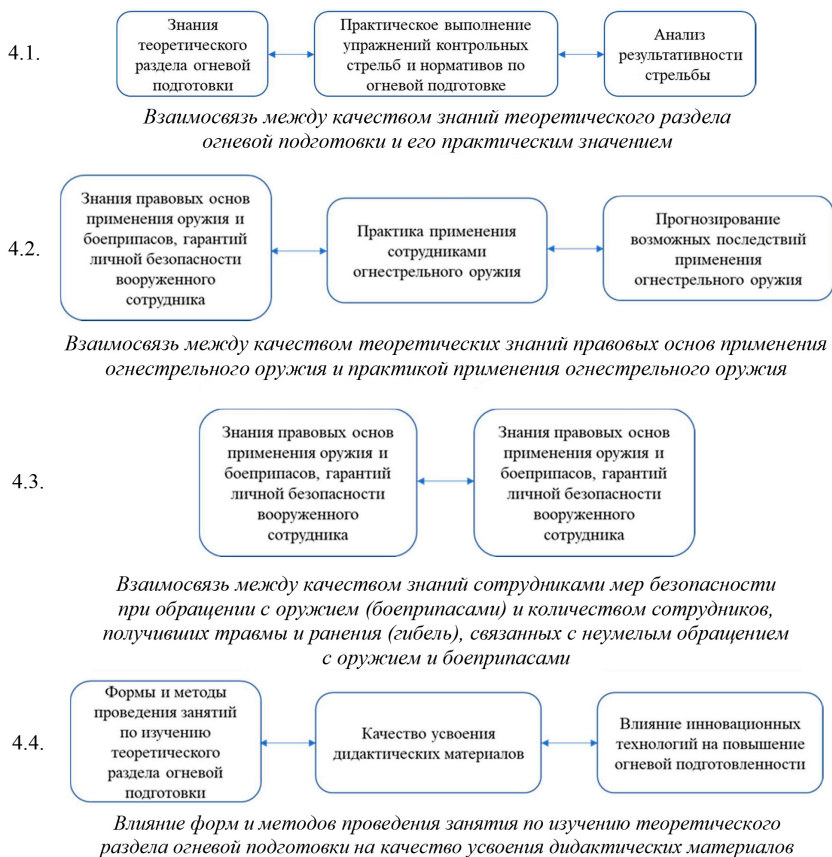 4.1.
Знания
теоретического
раздела огневой
подготовки
Практическое выполнение
упражнений контрольных
стрельб и нормативов по
огневой подготовке
Анализ
результативности
стрельбы
Взаимосвязь между качеством знаний теоретического раздела
огневой подготовки и его практическим значением
4.2.
Знания правовых основ
применения оружия и
боеприпасов, гарантий
личной безопасности
вооруженного
сотрудника
Практика применения
сотрудниками
огнестрельного оружия
Прогнозирование
возможных последствий
применения
огнестрельного оружия
Взаимосвязь между качеством теоретических знаний правовых основ применения
огнестрельного оружия и практикой применения огнестрельного оружия
4.3.
Знания правовых основ
применения оружия и
боеприпасов, гарантий
личной безопасности
вооруженного
сотрудника
Знания правовых основ
применения оружия и
боеприпасов, гарантий
личной безопасности
вооруженного
сотрудника
Взаимосвязь между качеством знаний сотрудниками мер безопасности
при обращении с оружием (боеприпасами) и количеством сотрудников,
получивших травмы и ранения (гибель), связанных с неумелым обращением
с оружием и боеприпасами
4.4.
Формы и методы
проведения занятий
по изучению
теоретического
раздела огневой
подготовки
Качество усвоения
дидактических материалов
Влияние инновационных
технологий на повышение
огневой подготовленности
Влияние форм и методов проведения занятия по изучению теоретического
раздела огневой подготовки на качество усвоения дидактических материалов